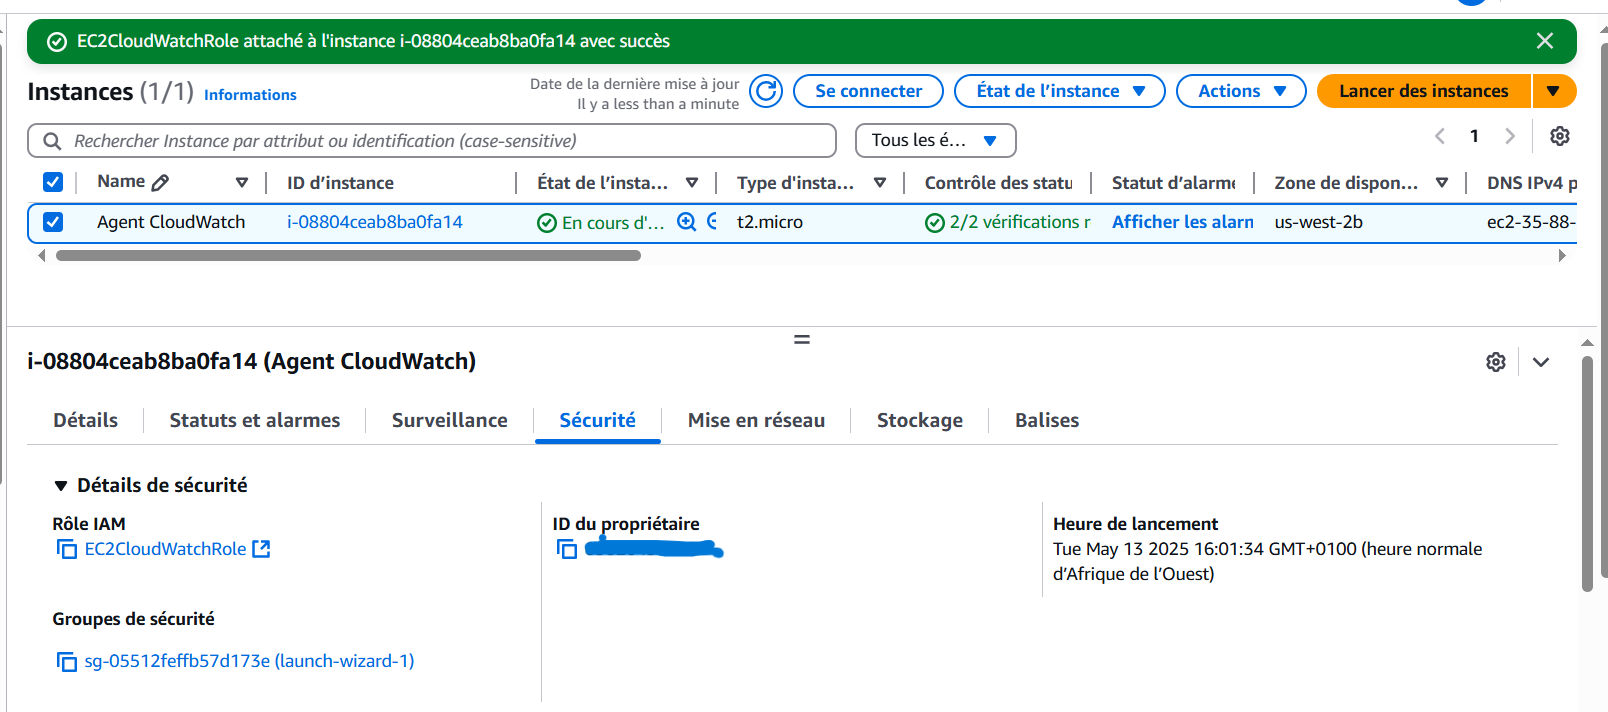 EC2CloudWatchRole attaché à l'instance i-08804ceab8ba0fa14 avec succès
Instances (1/1) Informations
Date de la dernière mise à jour
Il y a less than a minute
Se connecter
État de l'instance
Actions
Lancer des instances
Rechercher Instance par attribut ou identification (case-sensitive)
Tous les é...
1
Name
ID d'instance
État de l'insta...
Type d'insta...
Contrôle des statu
Statut d'alarme
Zone de dispon...
DNS IPv4 p
Agent CloudWatch
i-08804ceab8ba0fa14
En cours d'...
t2.micro
2/2 vérifications r
Afficher les alarn
us-west-2b
ec2-35-88-
i-08804ceab8ba0fa14 (Agent CloudWatch)
Détails
Statuts et alarmes
Surveillance
Sécurité
Mise en réseau
Stockage
Balises
Détails de sécurité
Rôle IAM
EC2CloudWatchRole
ID du propriétaire
Heure de lancement
Tue May 13 2025 16:01:34 GMT+0100 (heure normale
d'Afrique de l'Ouest)
Groupes de sécurité
sg-05512feffb57d173e (launch-wizard-1)